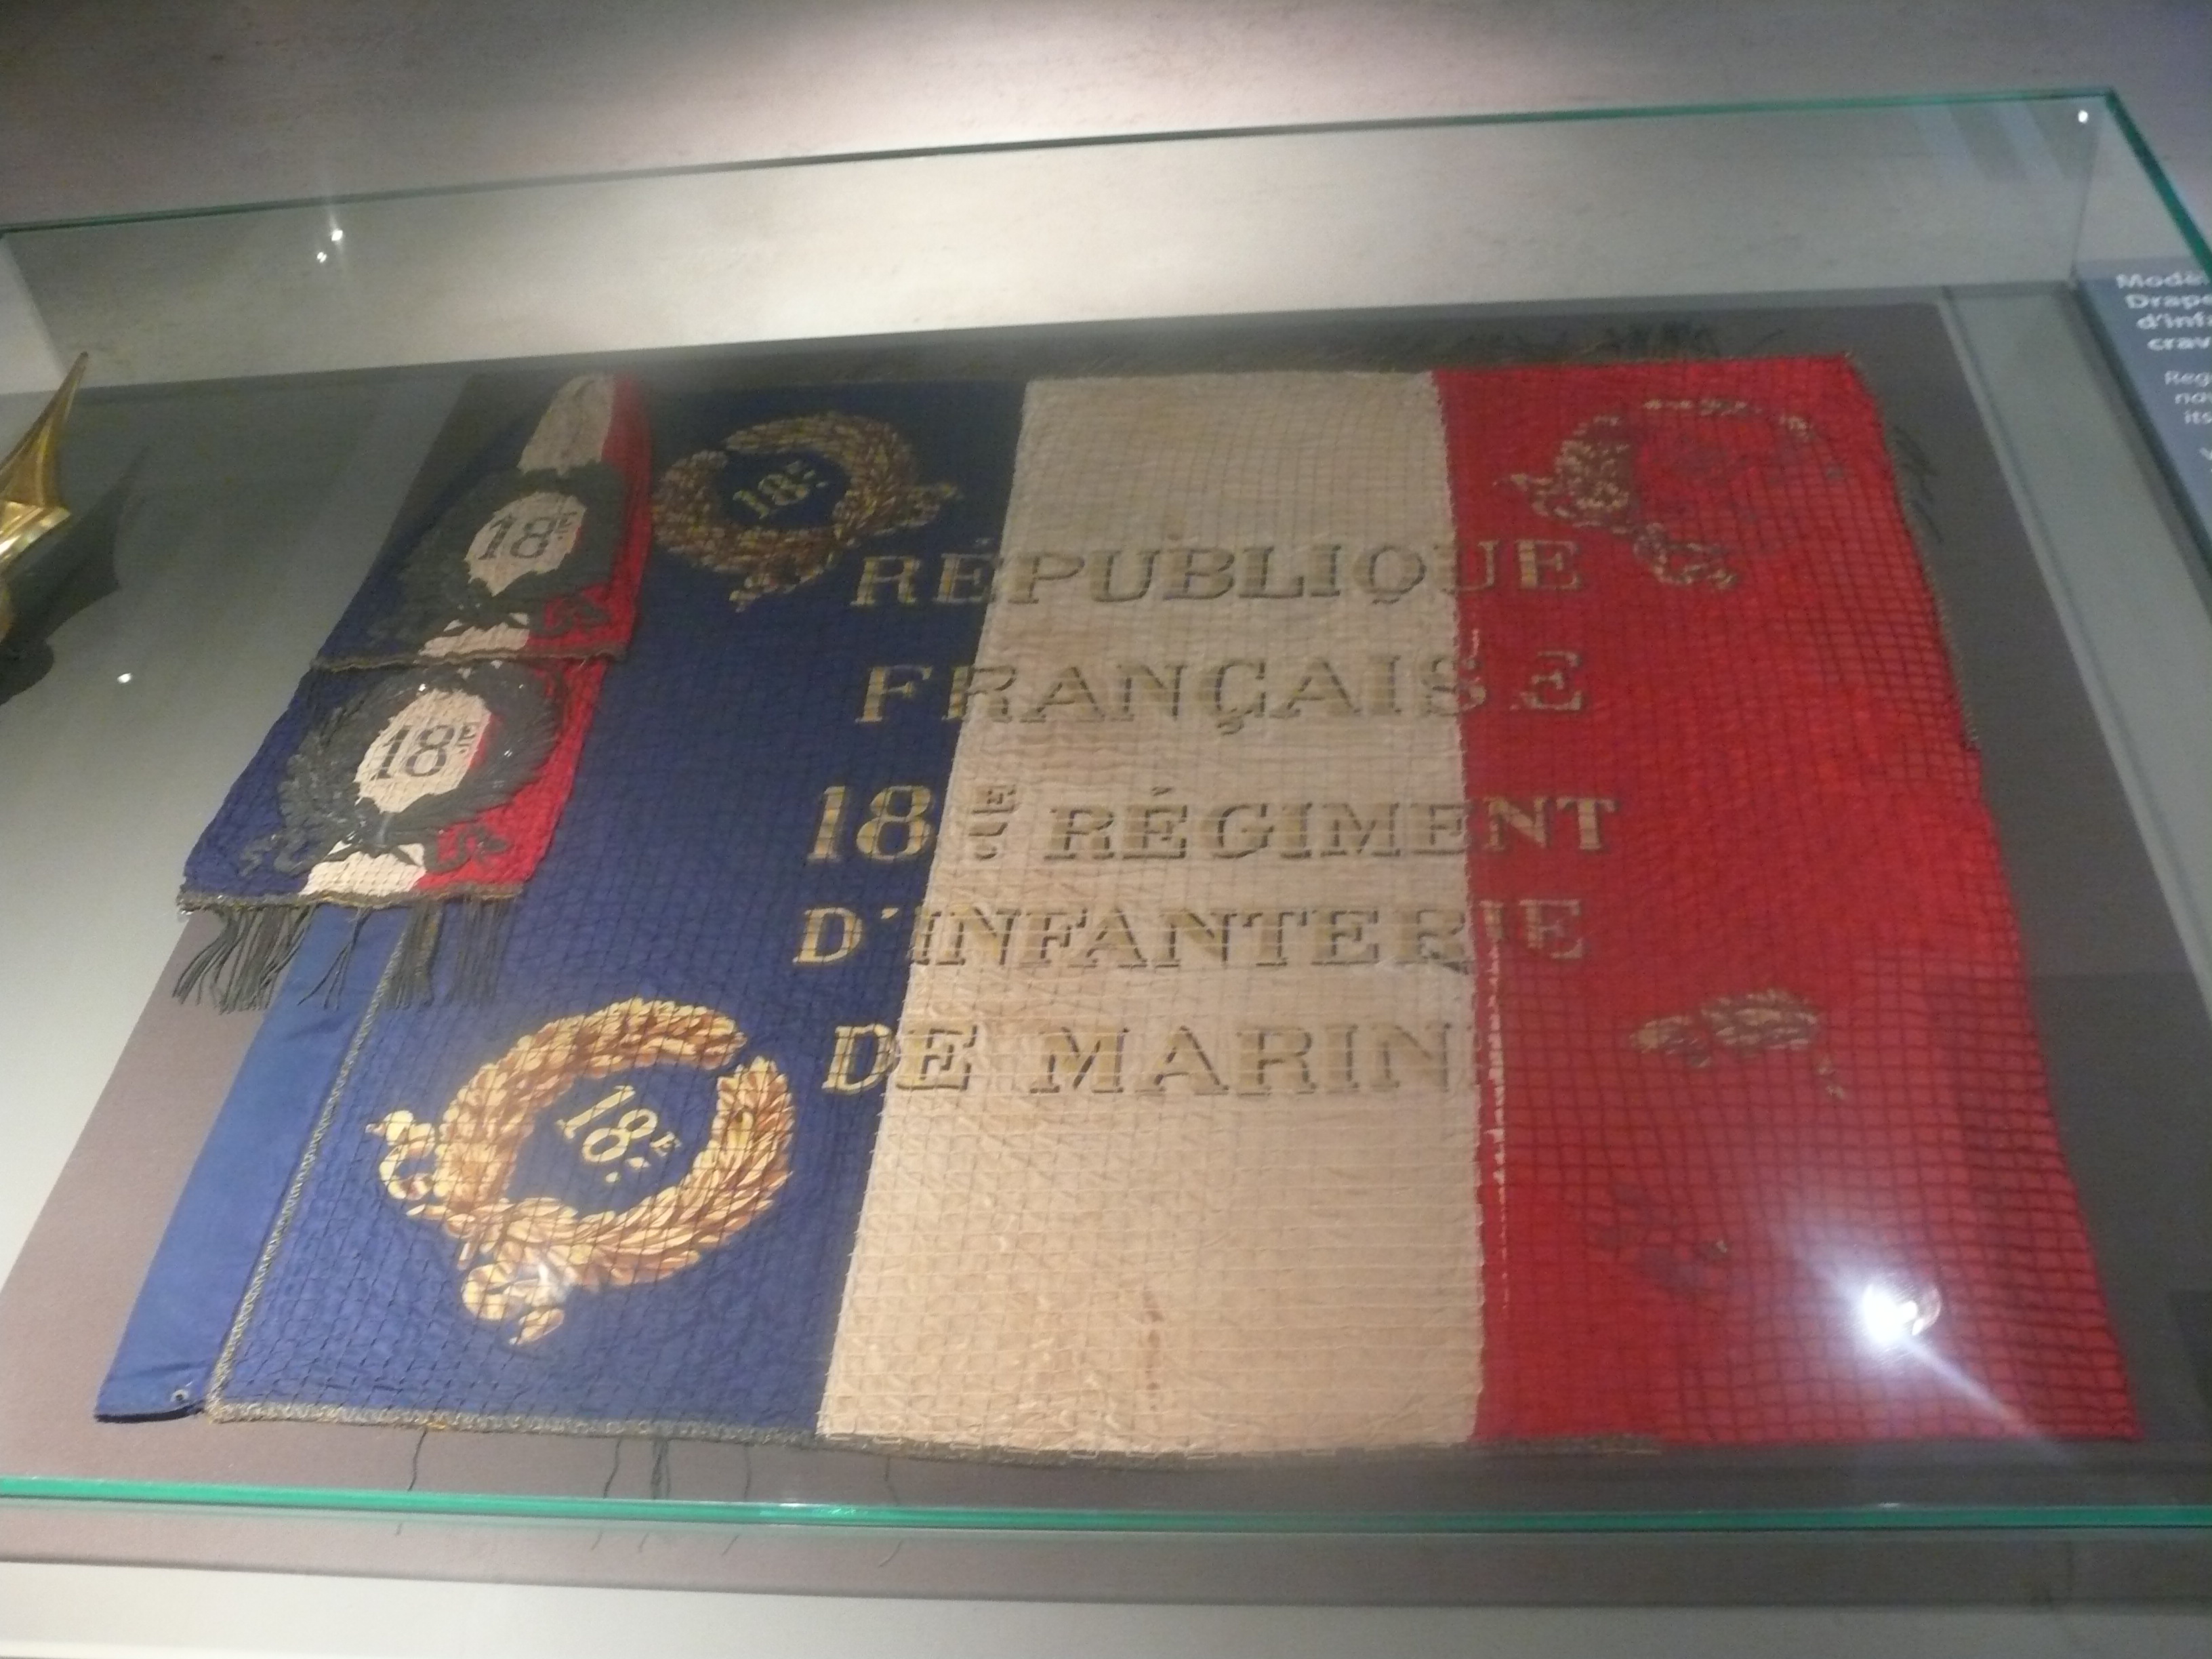 18E.
18E.
18E.
RÉPUBLIQUE
FRANÇAISE
18E. RÉGIMENT
D'INFANTERIE
DE MARIN
18E.